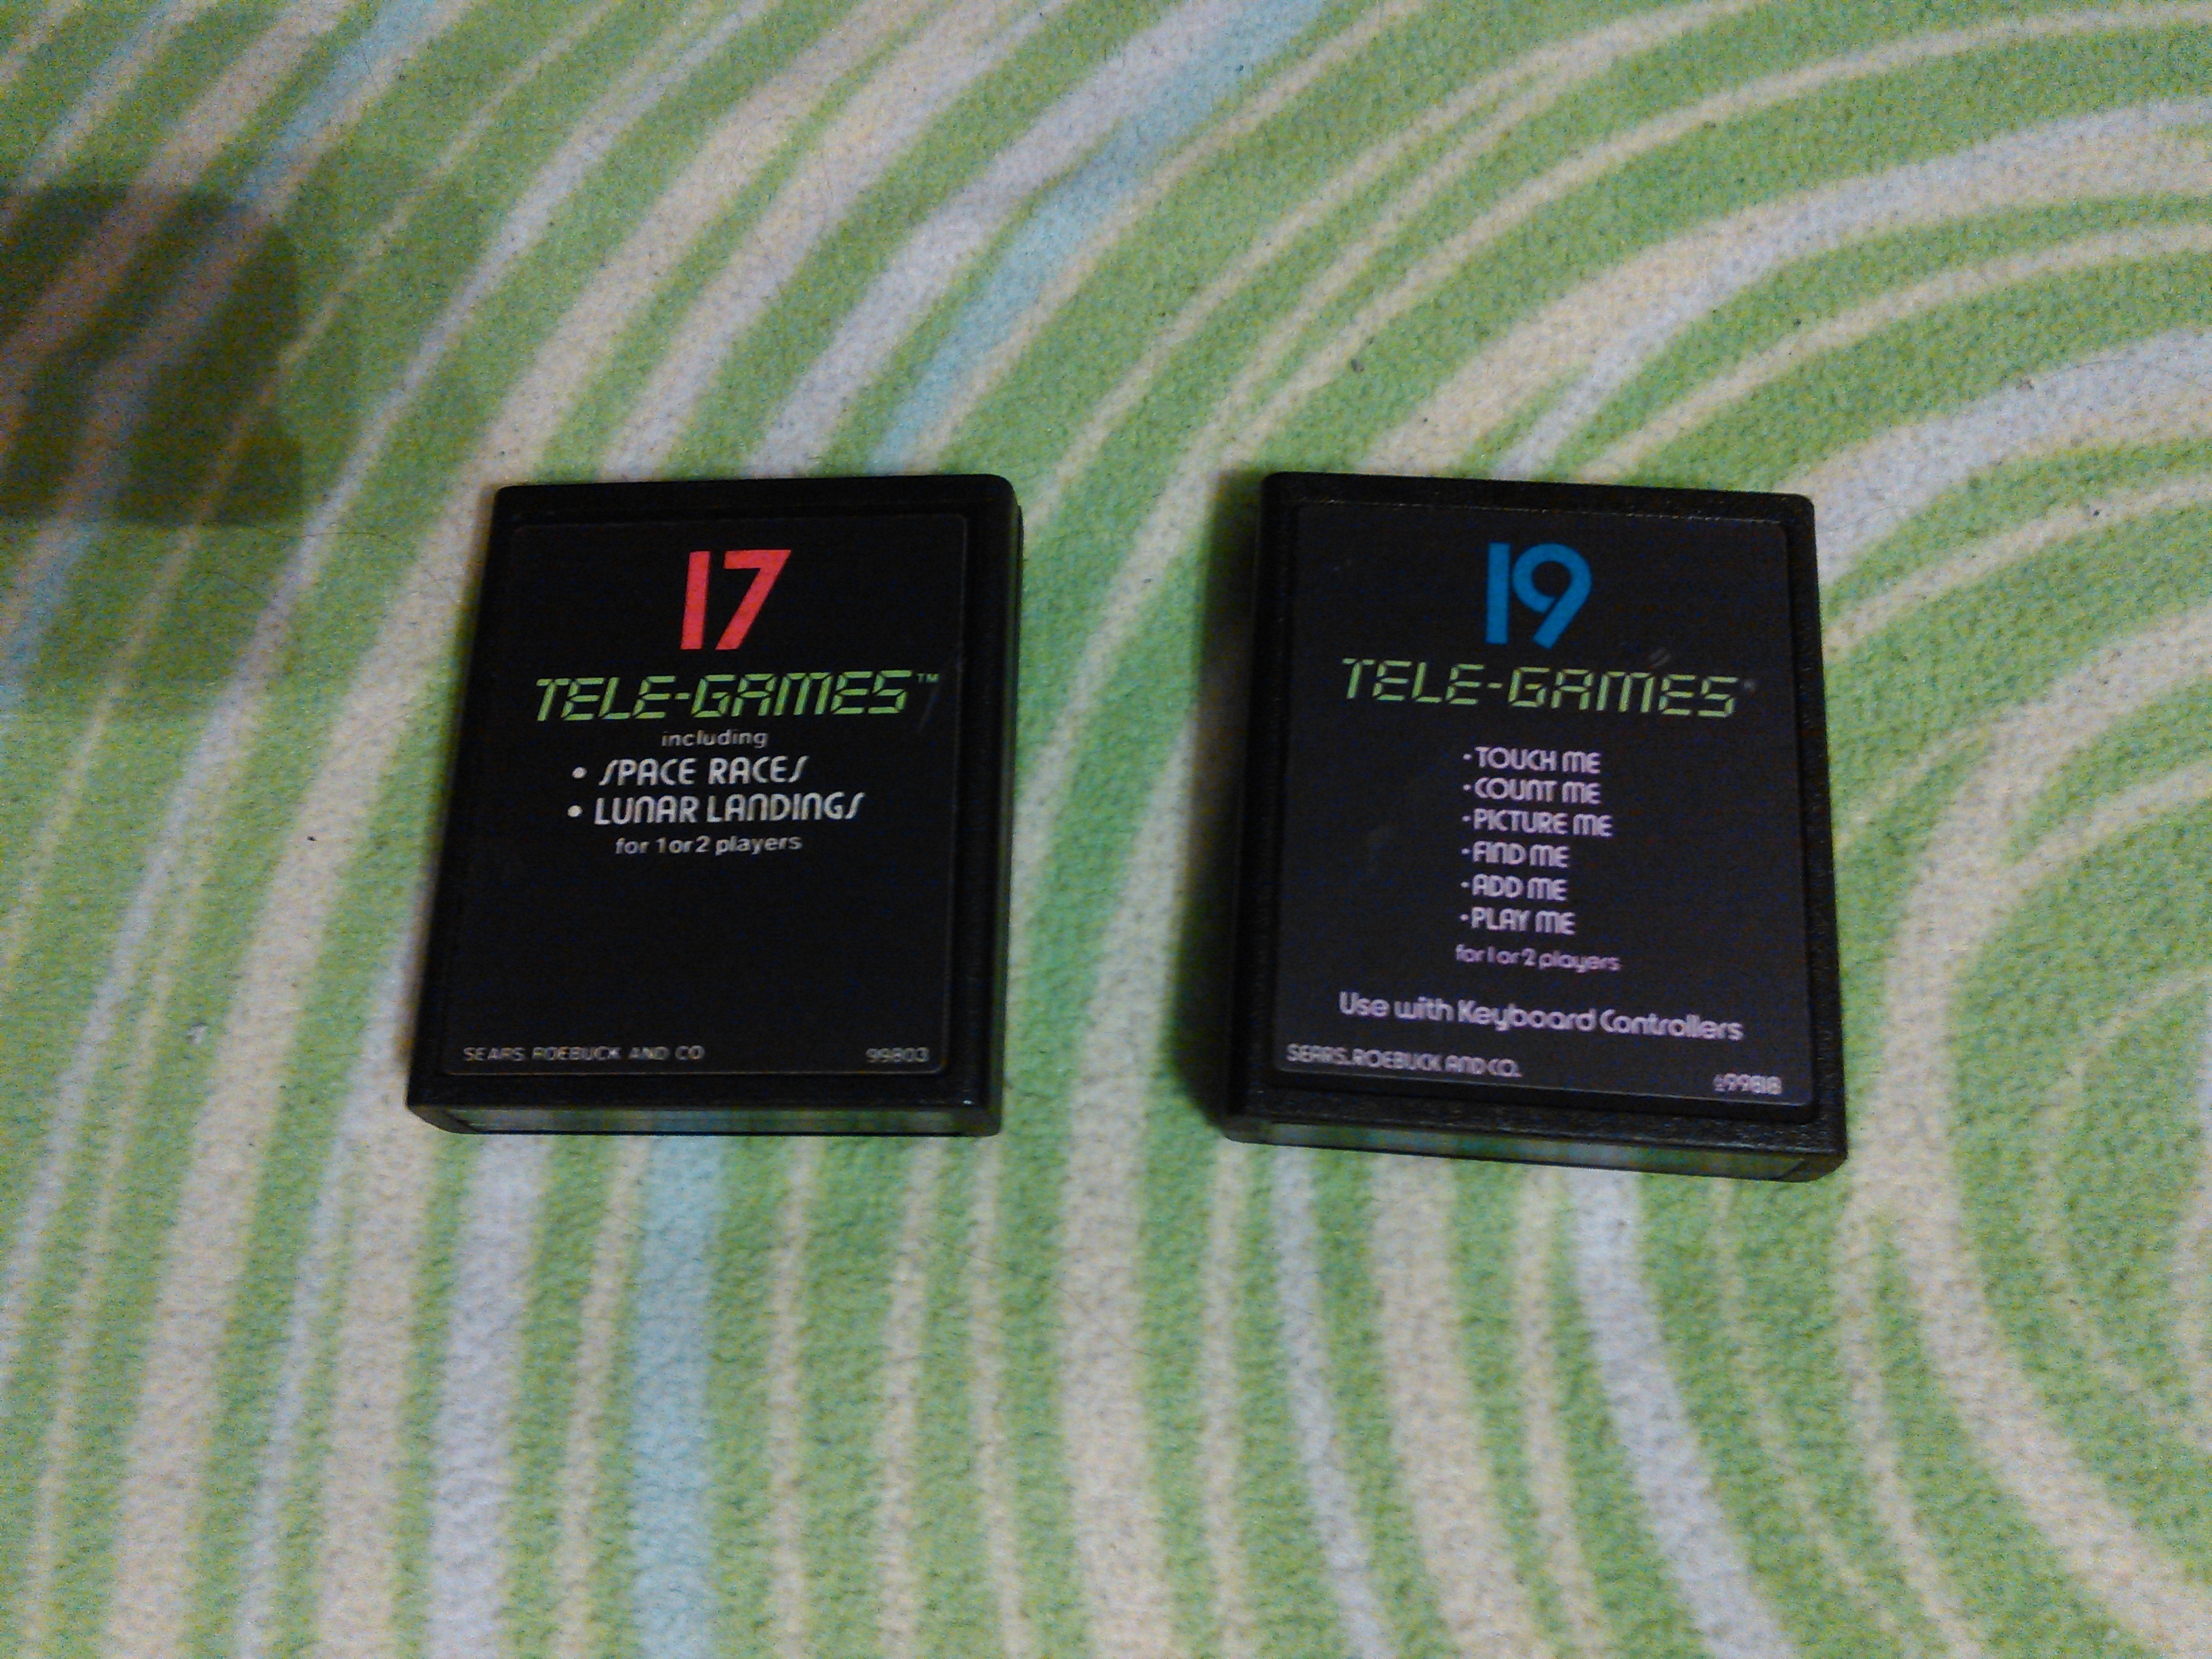 17
TELE-GAMES™
including
• SPACE RACES
• LUNAR LANDINGS
for 1 or 2 players
SEARS, ROEBUCK AND CO
99803
19
TELE-GAMES
• TOUCH ME
• COUNT ME
• PICTURE ME
• FIND ME
• ADD ME
• PLAY ME
for 1 or 2 players
Use with Keyboard Controllers
SEARS, ROEBUCK AND CO.